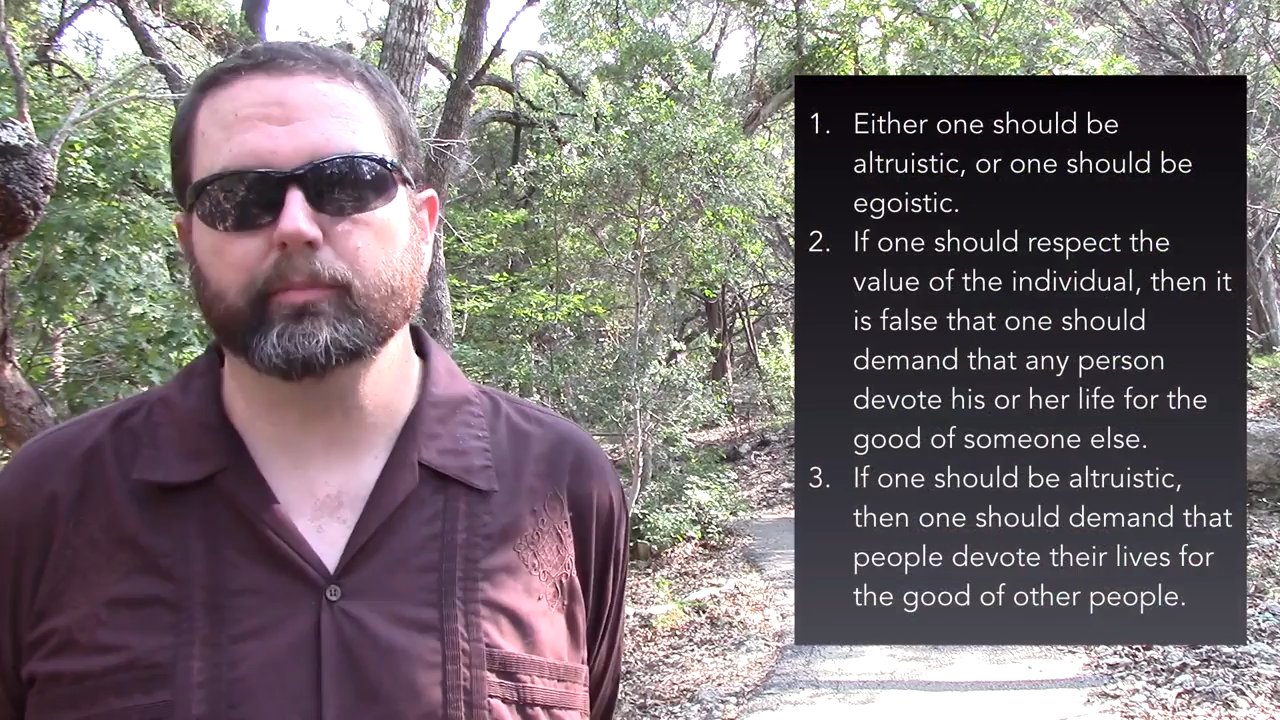 1. Either one should be
altruistic, or one should be
egoistic.
2. If one should respect the
value of the individual, then it
is false that one should
demand that any person
devote his or her life for the
good of someone else.
3. If one should be altruistic,
then one should demand that
people devote their lives for
the good of other people.